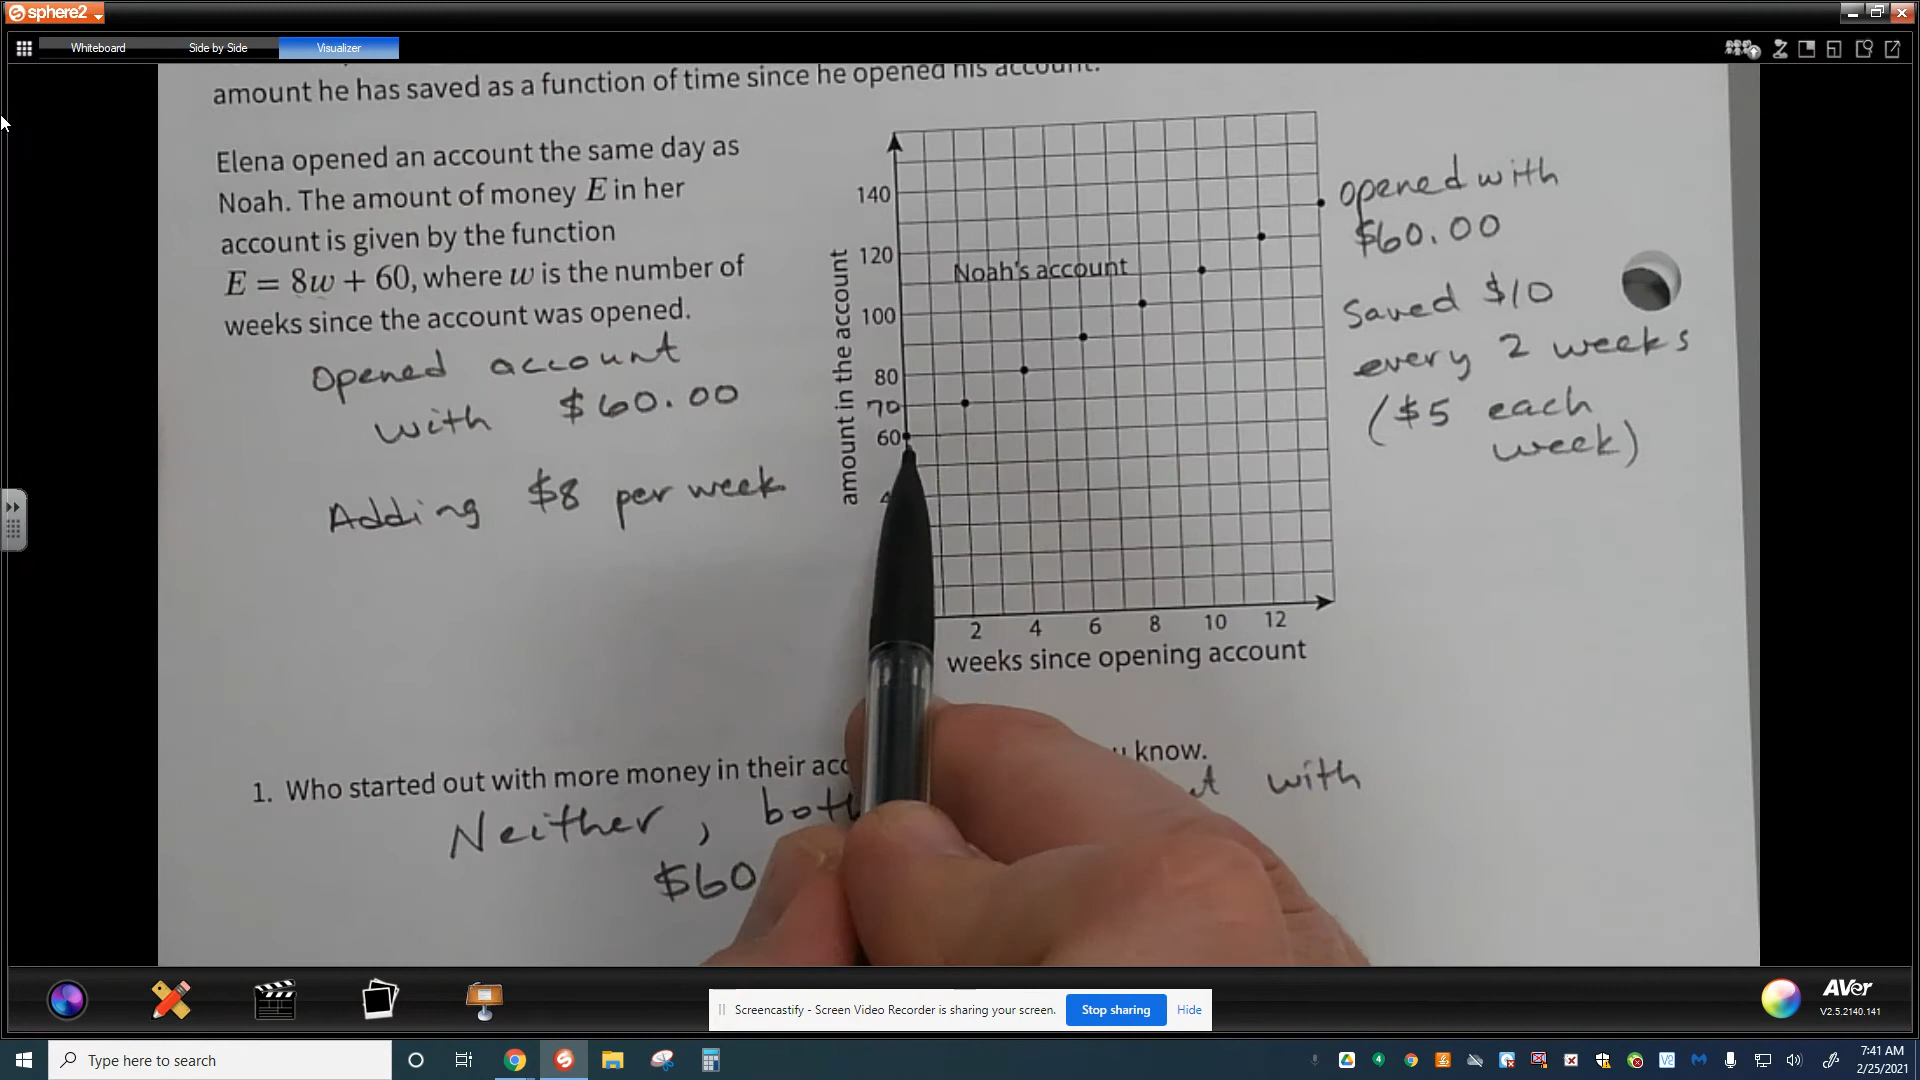 sphere2
Whiteboard
Side by Side
Visualizer
amount he has saved as a function of time since he opened his account.
Elena opened an account the same day as
Noah. The amount of money E in her
account is given by the function
E = 8w + 60, where w is the number of
weeks since the account was opened.
Opened account
with $60.00
Adding $8 per week
amount in the account
140
120
100
80
70
60
Noah's account
2 4 6 8 10 12
weeks since opening account
opened with
$60.00
Saved $10
every 2 weeks
($5 each
week)
1. Who started out with more money in their know.
Neither, with
$60
AVer
V2.5.2140.141
Screencastify - Screen Video Recorder is sharing your screen.
Stop sharing
Hide
Type here to search
7:41 AM
2/25/2021